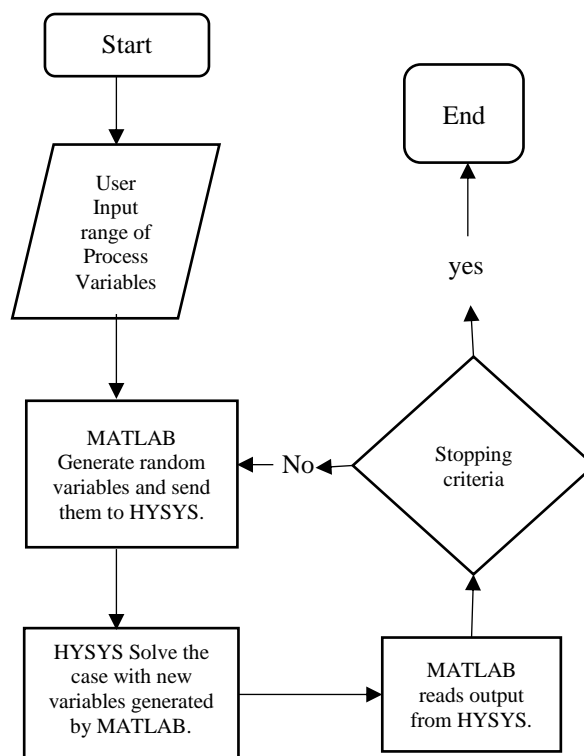 Start
User
Input
range of
Process
Variables
MATLAB
Generate random
variables and send
them to HYSYS.
HYSYS Solve the
case with new
variables generated
by MATLAB.
MATLAB
reads output
from HYSYS.
Stopping
criteria
No
yes
End